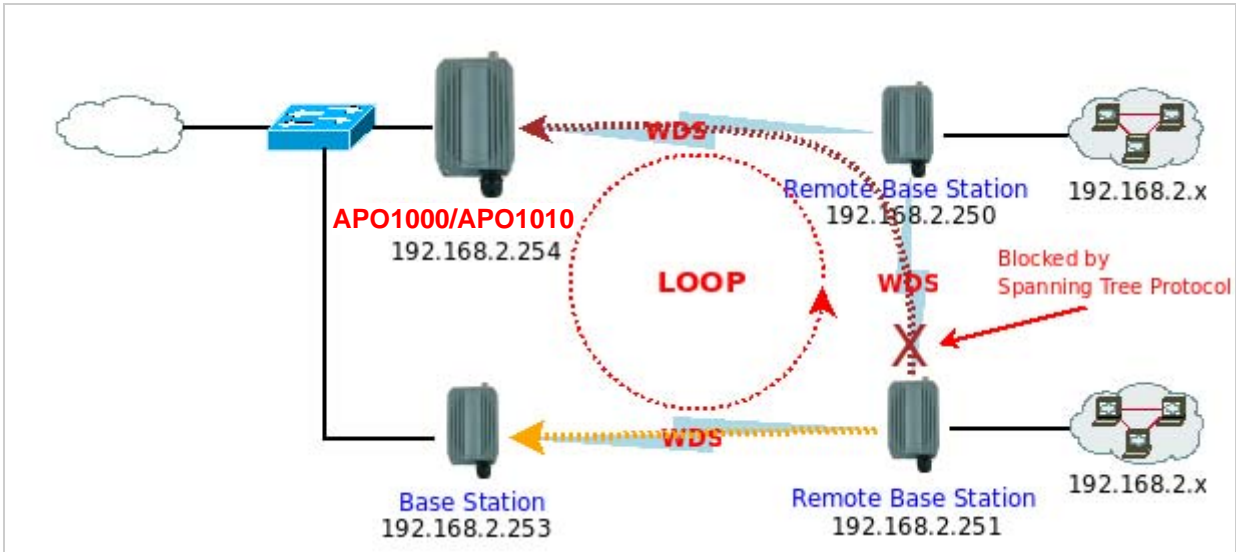 WDS
Remote Base Station
192.168.2.250
192.168.2.x
APO1000/APO1010
192.168.2.254
LOOP
WDS
Blocked by
Spanning Tree Protocol
X
WDS
Base Station
192.168.2.253
Remote Base Station
192.168.2.251
192.168.2.x